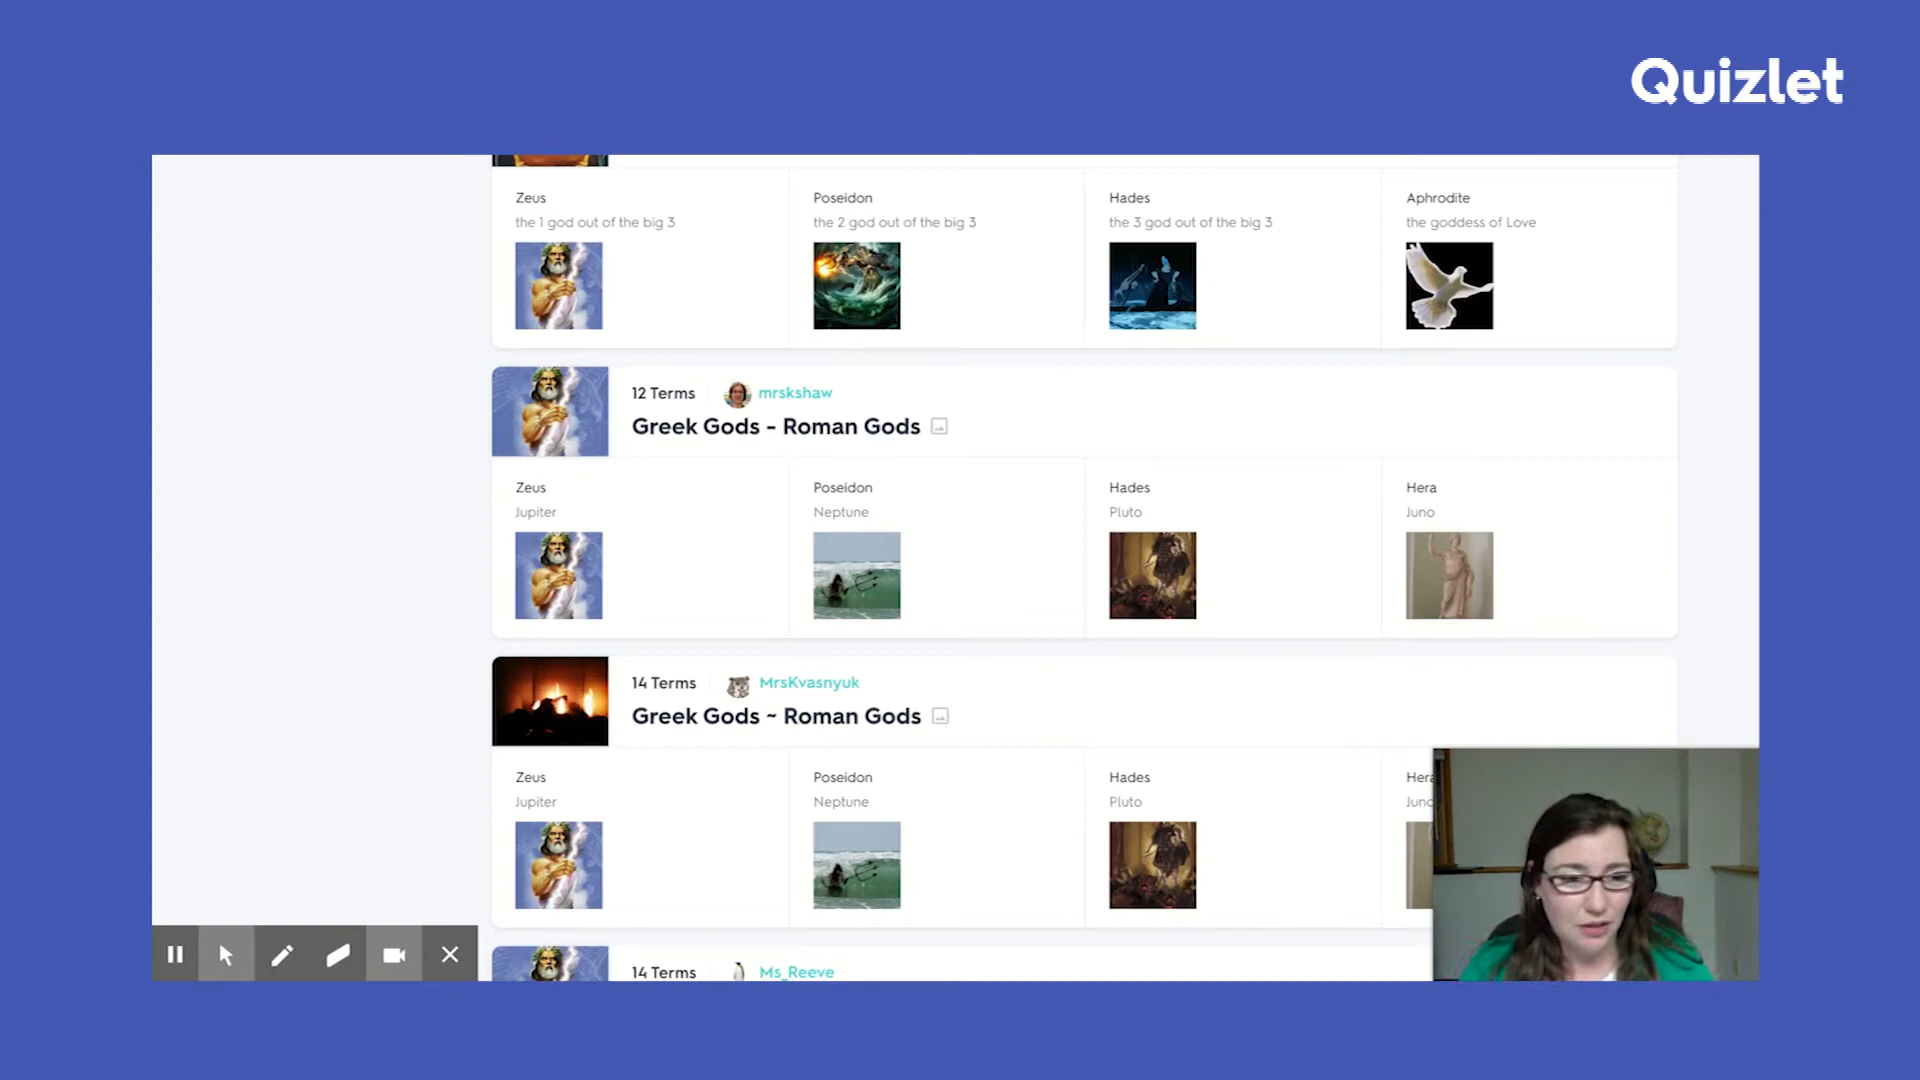 Quizlet
Zeus
the 1 god out of the big 3
Poseidon
the 2 god out of the big 3
Hades
the 3 god out of the big 3
Aphrodite
the goddess of Love
12 Terms
mrskshaw
Greek Gods - Roman Gods
Zeus
Jupiter
Poseidon
Neptune
Hades
Pluto
Hera
Juno
14 Terms
MrsKvasnyuk
Greek Gods ~ Roman Gods
Zeus
Jupiter
Poseidon
Neptune
Hades
Pluto
Hera
Juno
14 Terms
Ms_Reeve